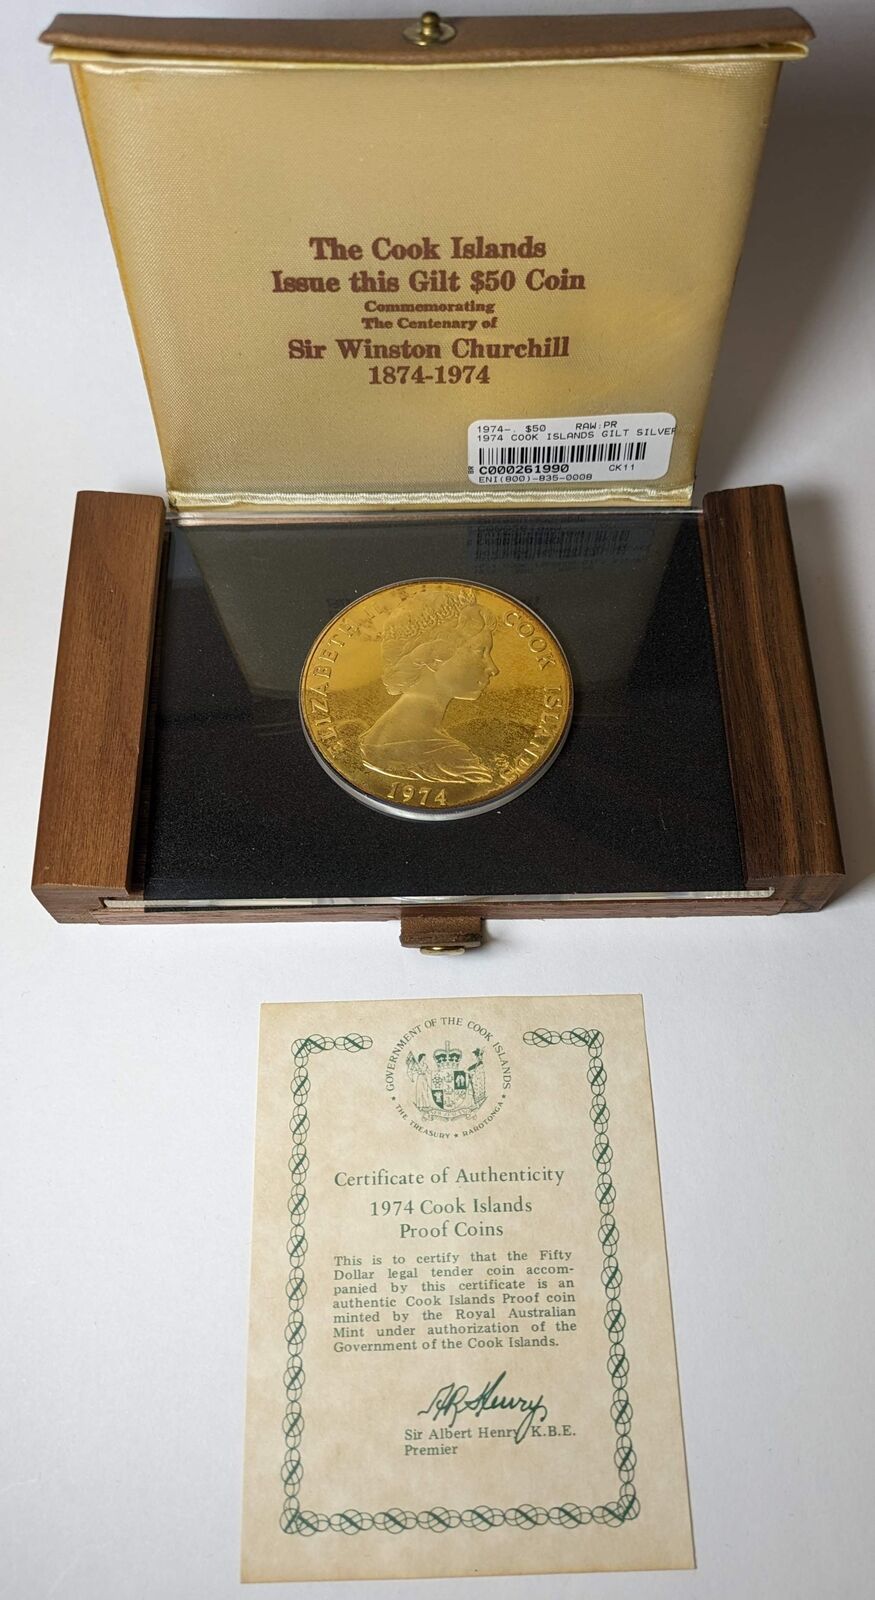 The Cook Islands
Issue this Gilt $50 Coin
Commemorating
The Centenary of
Sir Winston Churchill
1874-1974
1974-. $50 RAW:PR
1974 COOK ISLANDS GILT SILVER
C000261990 CK11
ENI(800)-835-0008
ELIZABETH II
COOK ISLANDS
1974
GOVERNMENT OF THE COOK ISLANDS
★ THE TREASURY ★ RAROTONGA ★
Certificate of Authenticity
1974 Cook Islands
Proof Coins
This is to certify that the Fifty
Dollar legal tender coin accom-
panied by this certificate is an
authentic Cook Islands Proof coin
minted by the Royal Australian
Mint under authorization of the
Government of the Cook Islands.
Sir Albert Henry K.B.E.
Premier